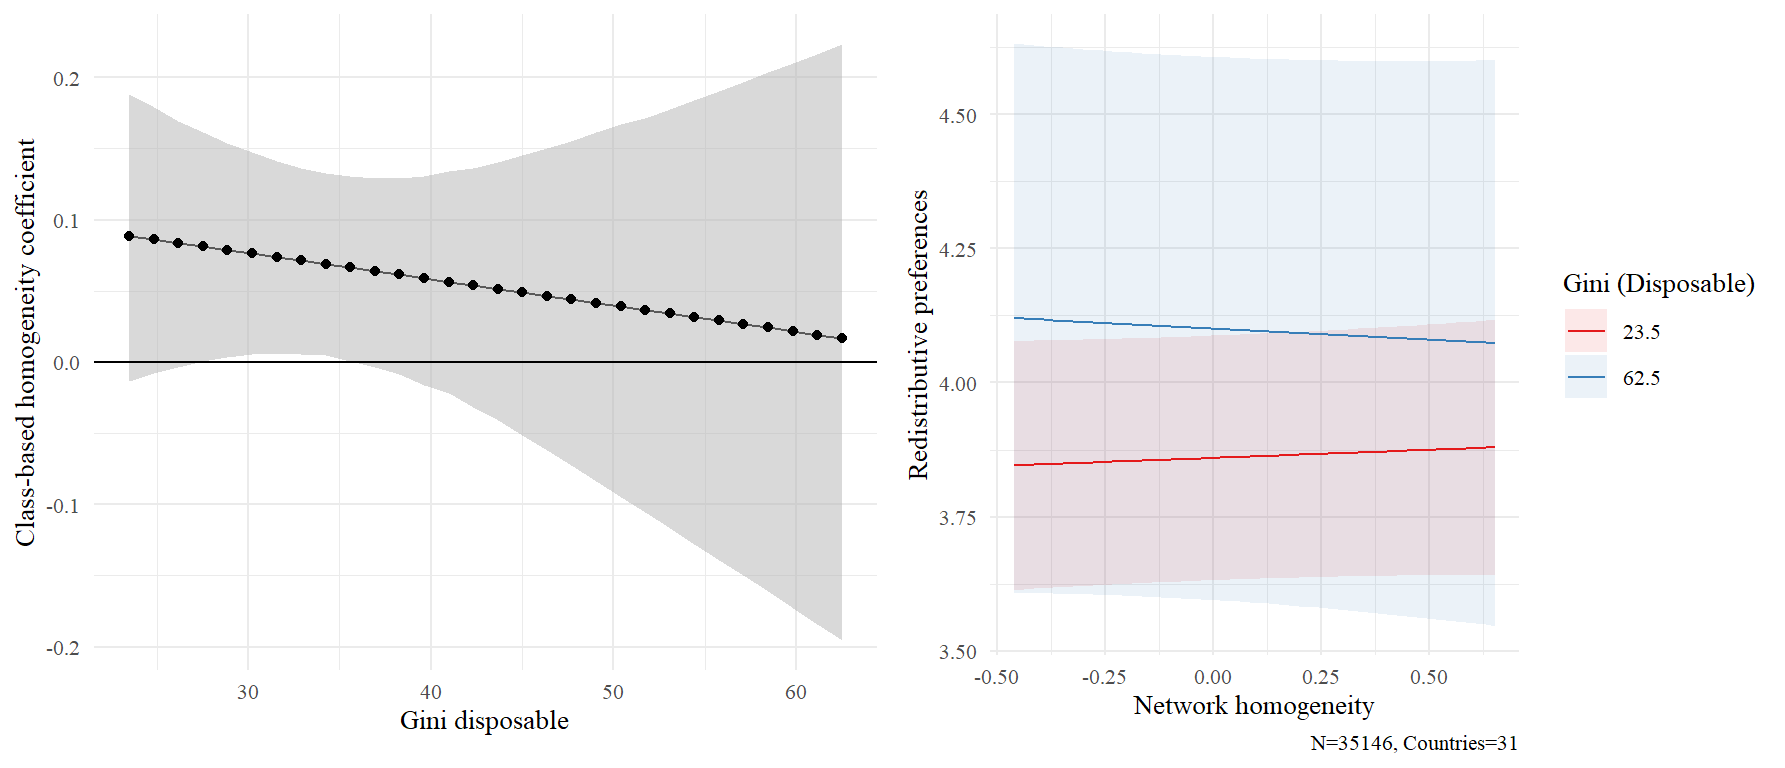 Class-based homogeneity coefficient
0.2
0.1
0.0
-0.1
-0.2
30 40 50 60
Gini disposable
Redistributive preferences
4.50
4.25
4.00
3.75
3.50
-0.50 -0.25 0.00 0.25 0.50
Network homogeneity
N=35146, Countries=31
Gini (Disposable)
23.5
62.5